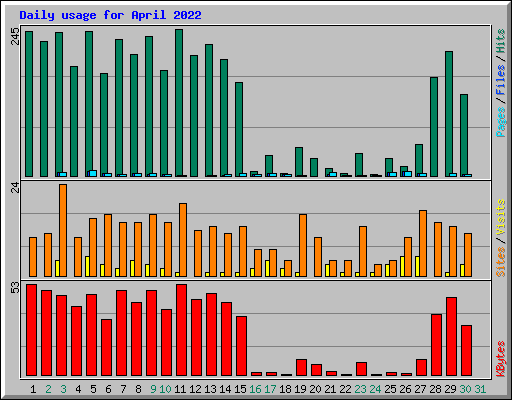 Daily usage for April 2022
245
Pages / Files / Hits
24
Sites / Visits
53
KBytes
1 2 3 4 5 6 7 8 9 10 11 12 13 14 15 16 17 18 19 20 21 22 23 24 25 26 27 28 29 30 31